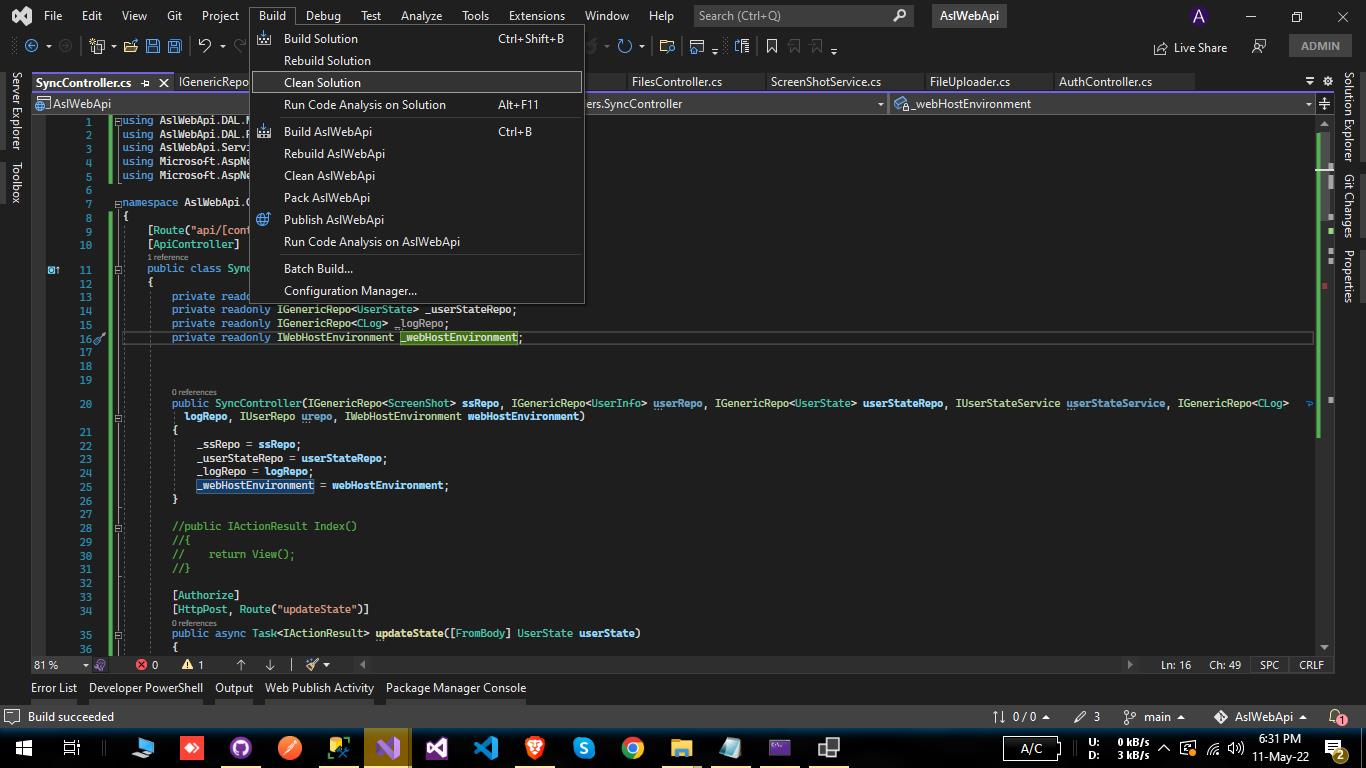 File Edit View Git Project Build Debug Test Analyze Tools Extensions Window Help Search (Ctrl+Q) AslWebApi A
Live Share ADMIN
SyncController.cs IGenericRepo FilesController.cs ScreenShotService.cs FileUploader.cs AuthController.cs
AslWebApi ers.SyncController _webHostEnvironment
Server Explorer
Toolbox
Solution Explorer
Git Changes
Properties
Build Solution Ctrl+Shift+B
Rebuild Solution
Clean Solution
Run Code Analysis on Solution Alt+F11
Build AslWebApi Ctrl+B
Rebuild AslWebApi
Clean AslWebApi
Pack AslWebApi
Publish AslWebApi
Run Code Analysis on AslWebApi
Batch Build...
Configuration Manager...
1 using AslWebApi.DAL.
2 using AslWebApi.DAL.
3 using AslWebApi.Servi
4 using Microsoft.AspNe
5 using Microsoft.AspNe
6
7 namespace AslWebApi.C
8 {
9 [Route("api/[cont
10 [ApiController]
1 reference
11 public class Sync
12 {
13 private reado
14 private readonly IGenericRepo<UserState> _userStateRepo;
15 private readonly IGenericRepo<CLog> _logRepo;
16 private readonly IWebHostEnvironment _webHostEnvironment;
17
18
19
0 references
20 public SyncController(IGenericRepo<ScreenShot> ssRepo, IGenericRepo<UserInfo> userRepo, IGenericRepo<UserState> userStateRepo, IUserStateService userStateService, IGenericRepo<CLog>
logRepo, IUserRepo urepo, IWebHostEnvironment webHostEnvironment)
21 {
22 _ssRepo = ssRepo;
23 _userStateRepo = userStateRepo;
24 _logRepo = logRepo;
25 _webHostEnvironment = webHostEnvironment;
26 }
27
28 //public IActionResult Index()
29 //{
30 // return View();
31 //}
32
33 [Authorize]
34 [HttpPost, Route("updateState")]
0 references
35 public async Task<IActionResult> updateState([FromBody] UserState userState)
36 {
81 % 0 1 Ln: 16 Ch: 49 SPC CRLF
Error List Developer PowerShell Output Web Publish Activity Package Manager Console
Build succeeded 0 / 0 3 main AslWebApi 1
A/C U: 0 kB/s D: 3 kB/s 6:31 PM 11-May-22 2